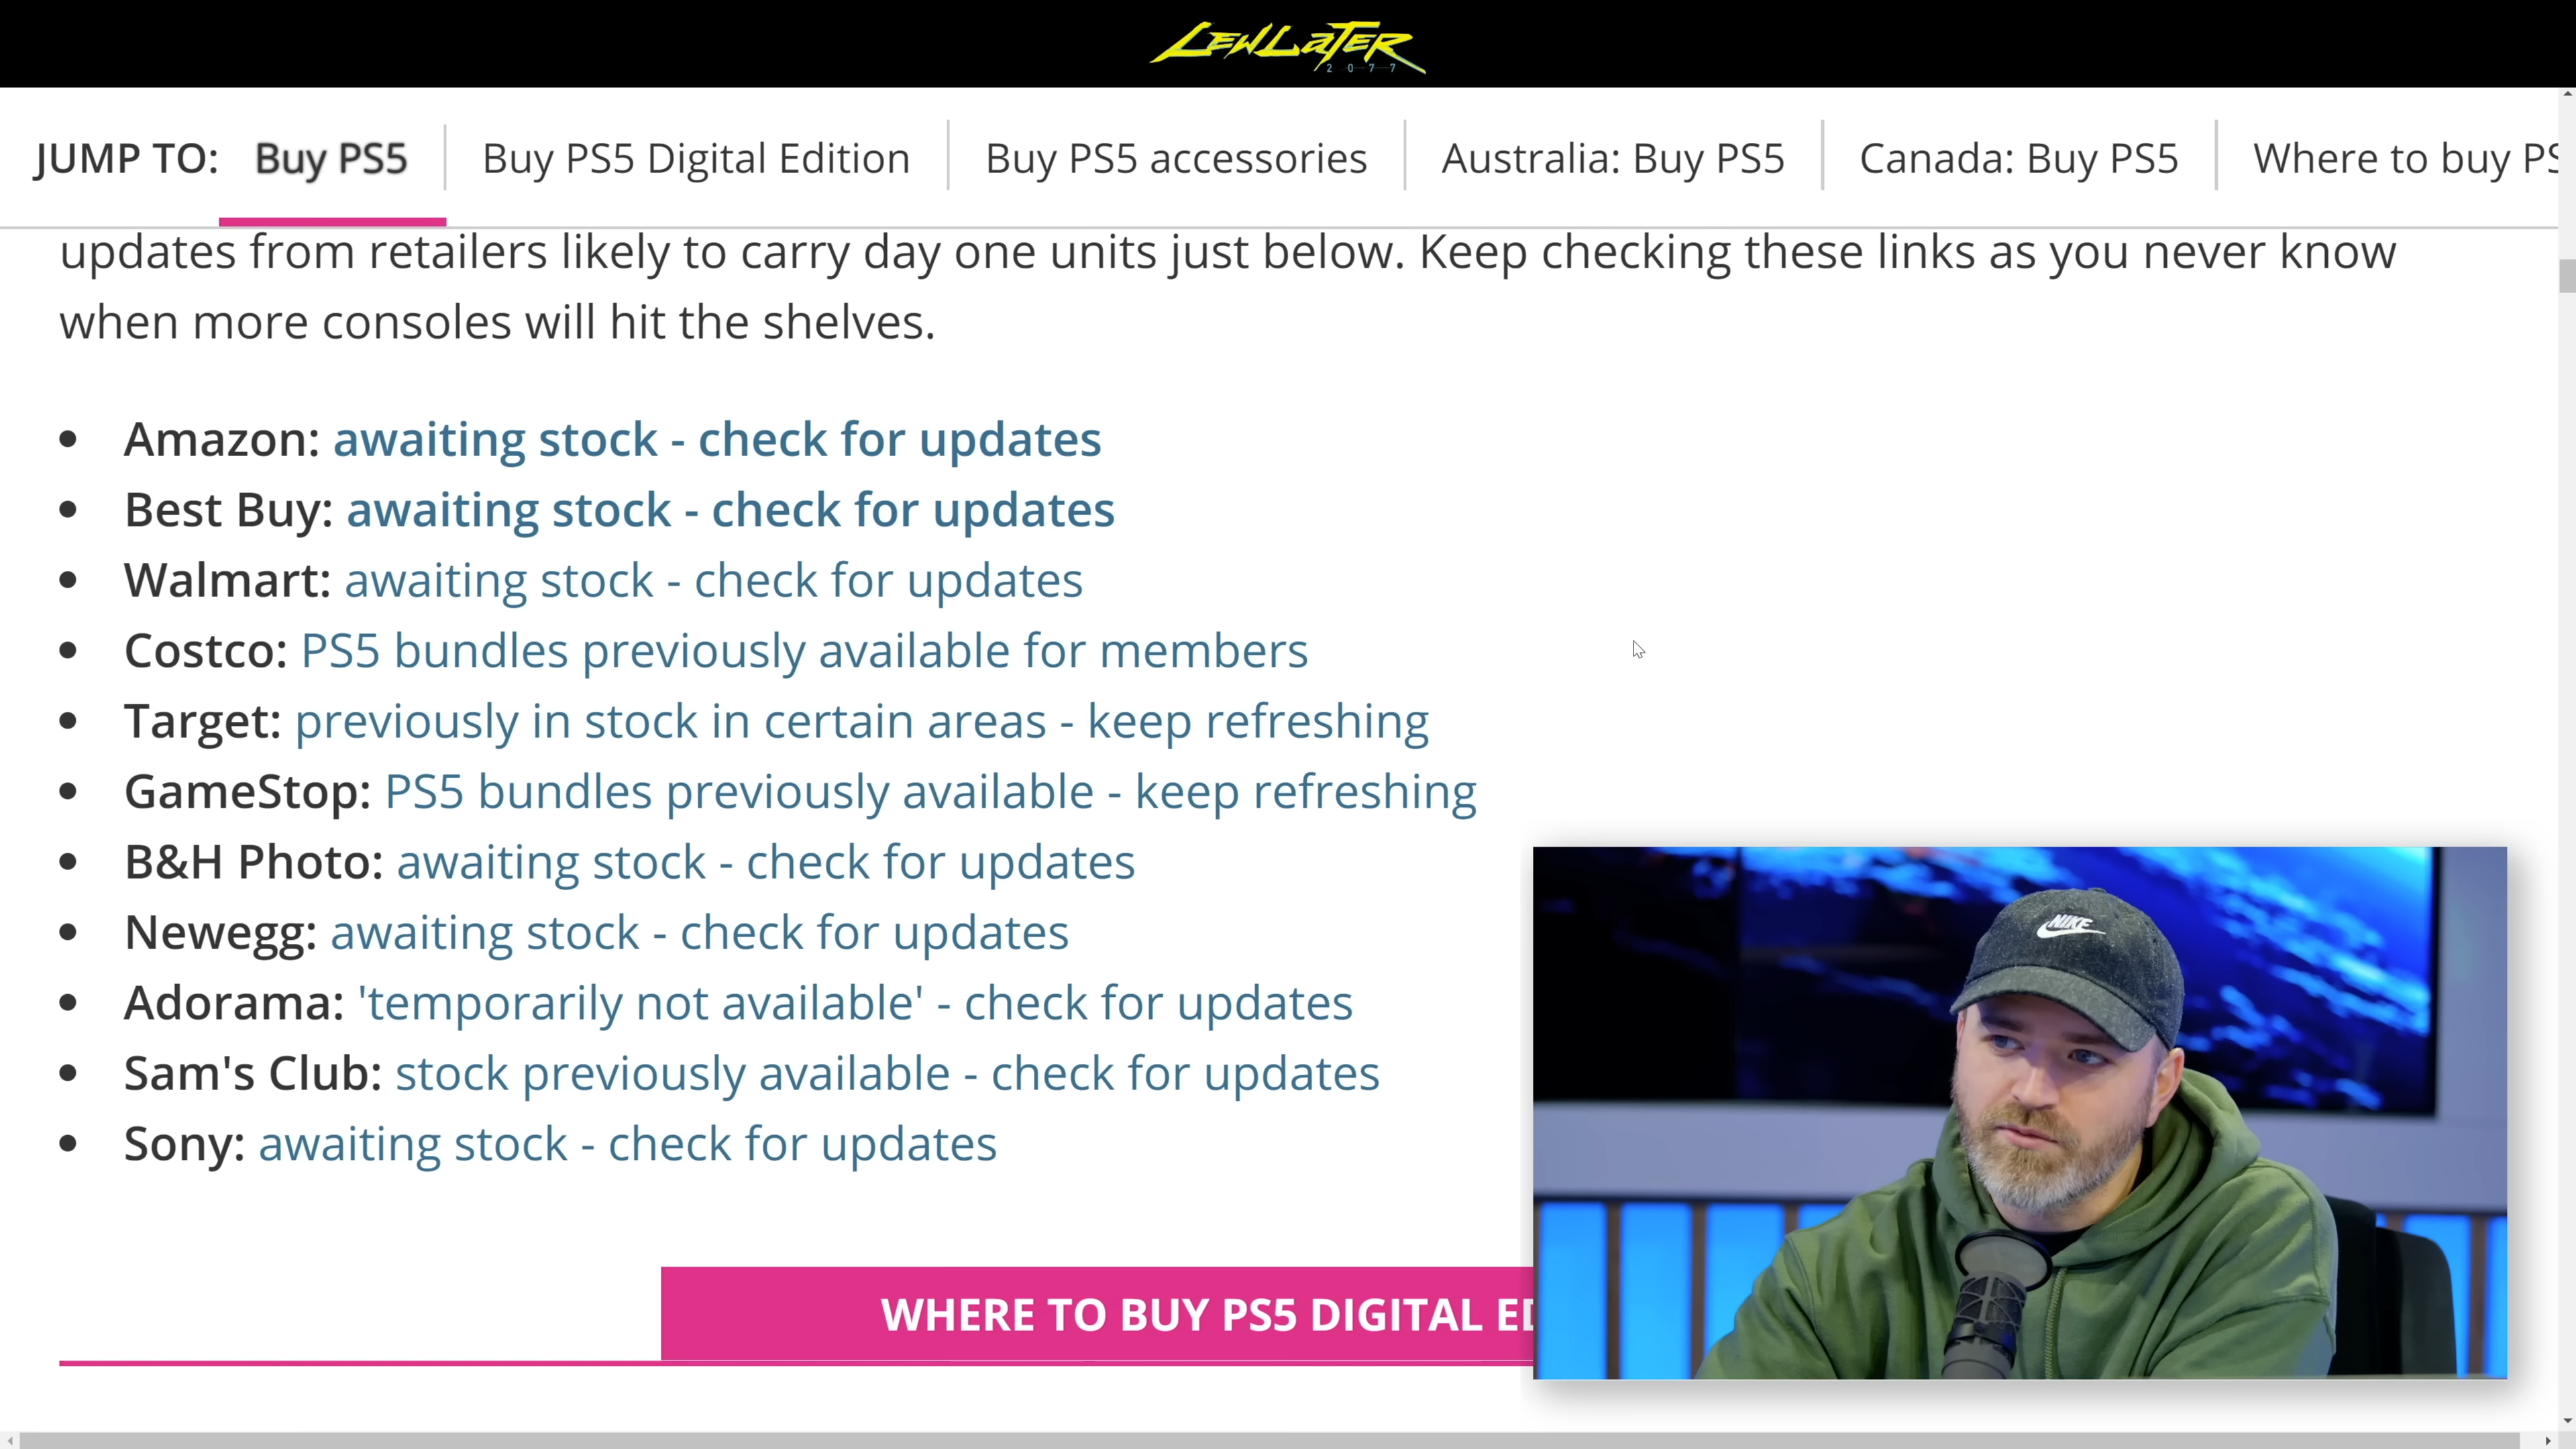 LEWLATER
2077
JUMP TO: Buy PS5 Buy PS5 Digital Edition Buy PS5 accessories Australia: Buy PS5 Canada: Buy PS5 Where to buy PS
updates from retailers likely to carry day one units just below. Keep checking these links as you never know
when more consoles will hit the shelves.
• Amazon: awaiting stock - check for updates
• Best Buy: awaiting stock - check for updates
• Walmart: awaiting stock - check for updates
• Costco: PS5 bundles previously available for members
• Target: previously in stock in certain areas - keep refreshing
• GameStop: PS5 bundles previously available - keep refreshing
• B&H Photo: awaiting stock - check for updates
• Newegg: awaiting stock - check for updates
• Adorama: 'temporarily not available' - check for updates
• Sam's Club: stock previously available - check for updates
• Sony: awaiting stock - check for updates
NIKE
WHERE TO BUY PS5 DIGITAL ED